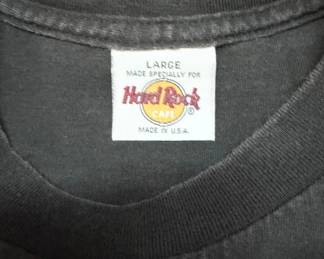 LARGE
MADE SPECIALLY FOR
Hard Rock
CAFE
®
MADE IN U.S.A.